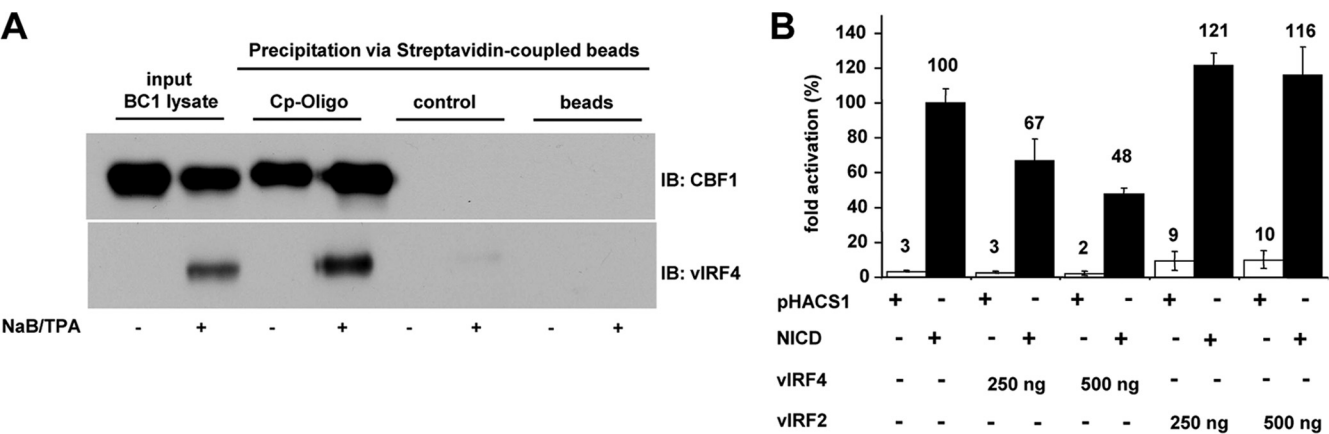 A
Precipitation via Streptavidin-coupled beads
input
BC1 lysate
Cp-Oligo
control
beads
IB: CBF1
IB: vIRF4
NaB/TPA - + - + - + - +
B
fold activation (%)
140
120
100
80
60
40
20
0
3
100
3
67
2
48
9
121
10
116
pHACS1 + - + - + - + - + -
NICD - + - + - + - + - +
vIRF4 - - 250 ng 500 ng - - - -
vIRF2 - - - - - - 250 ng 500 ng